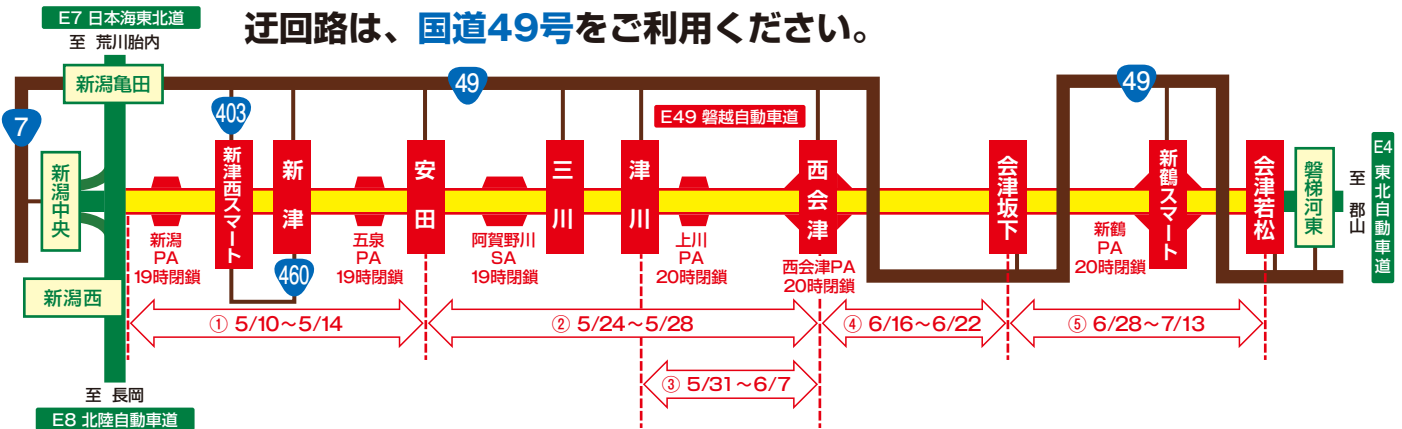 E7 日本海東北道
至 荒川胎内
迂回路は、国道49号をご利用ください。
新潟亀田
7
403
49
49
E49 磐越自動車道
新潟中央
新津西スマート
新津
安田
三川
津川
西会津
会津坂下
新鶴スマート
会津若松
磐梯河東
至 郡山
E4 東北自動車道
新潟
PA
19時閉鎖
460
五泉
PA
19時閉鎖
阿賀野川
SA
19時閉鎖
上川
PA
20時閉鎖
西会津PA
20時閉鎖
新鶴
PA
20時閉鎖
新潟西
① 5/10～5/14
② 5/24～5/28
④ 6/16～6/22
⑤ 6/28～7/13
③ 5/31～6/7
至 長岡
E8 北陸自動車道